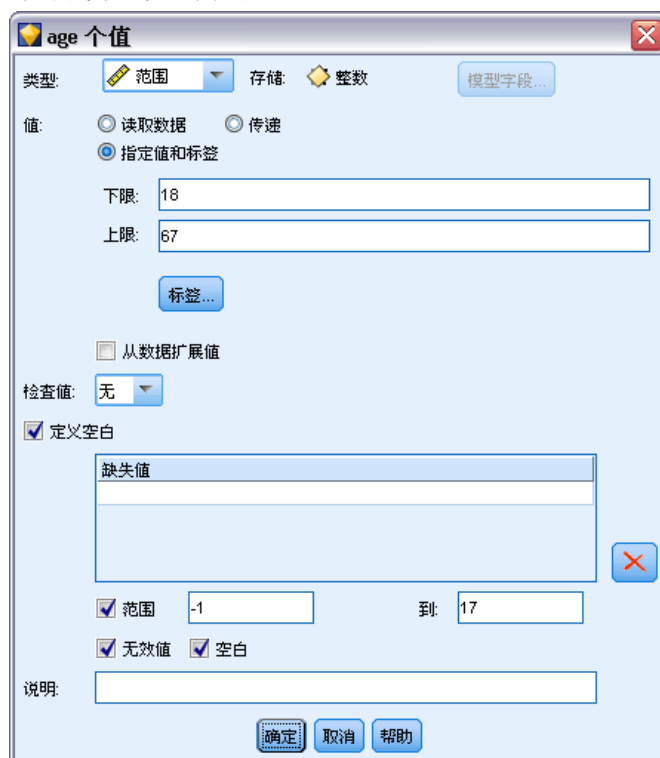 age 个值
类型: 范围 存储: 整数 模型字段...
值: 读取数据 传递
指定值和标签
下限: 18
上限: 67
标签...
从数据扩展值
检查值: 无
定义空白
缺失值
范围 -1 到: 17
无效值 空白
说明:
确定 取消 帮助